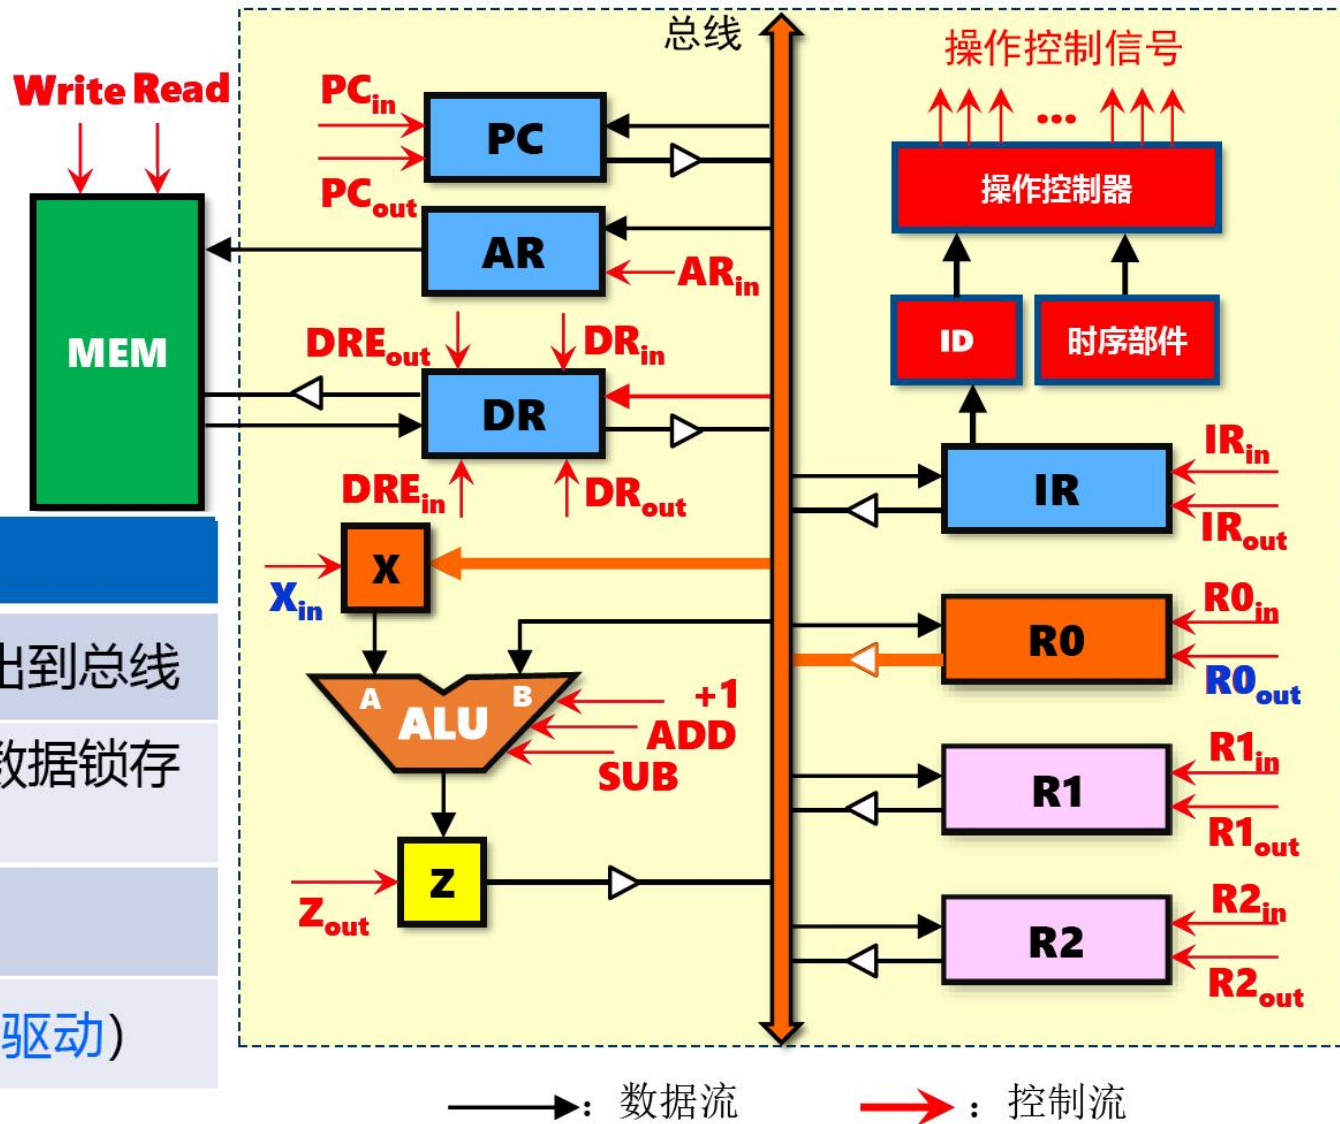 总线
操作控制信号
Write Read
PCin
PC
PCout
...
操作控制器
AR
ARin
MEM
DREout
DRin
DR
DREin
DRout
ID
时序部件
IR
IRin
IRout
X
Xin
R0
R0in
R0out
出到总线
A
B
ALU
+1
ADD
SUB
数据锁存
R1
R1in
R1out
Z
Zout
R2
R2in
R2out
驱动）
：数据流
：控制流